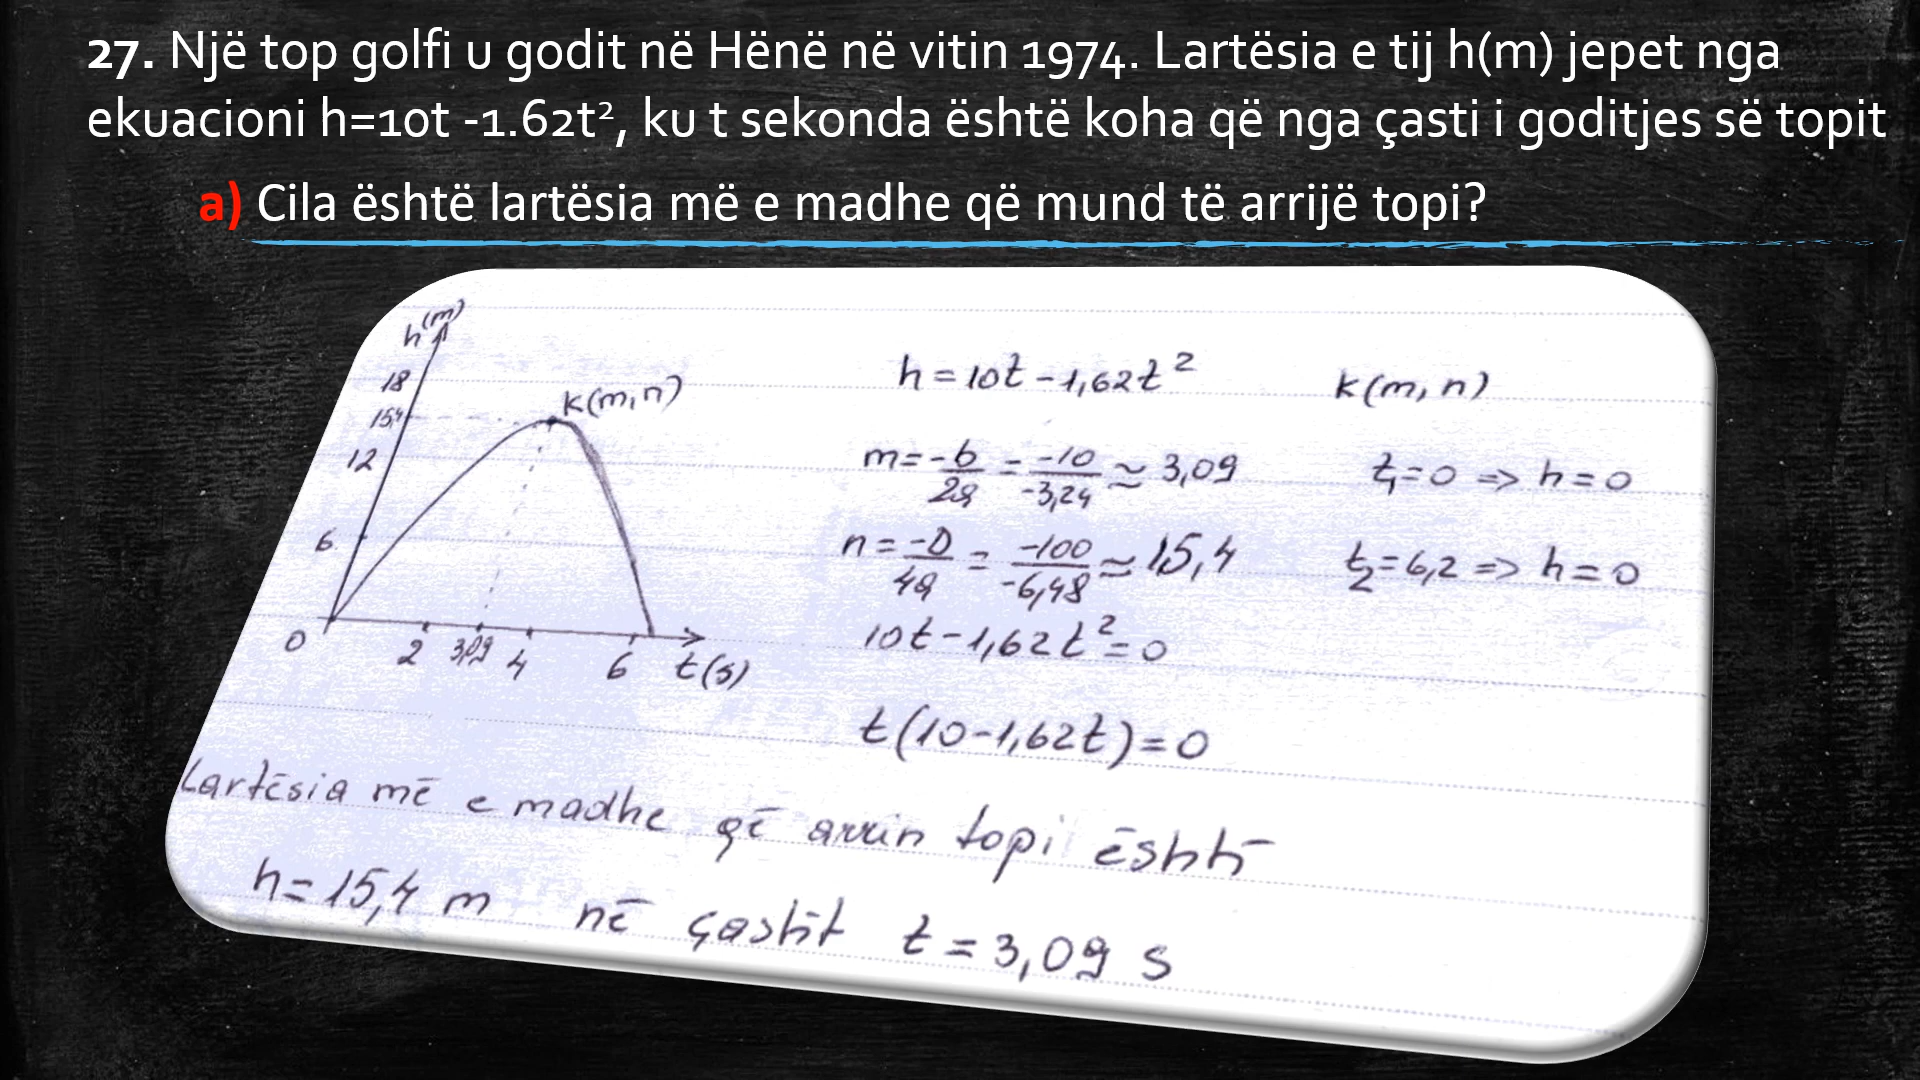 27. Një top golfi u godit në Hënë në vitin 1974. Lartësia e tij h(m) jepet nga
ekuacioni h=10t -1.62t², ku t sekonda është koha që nga çasti i goditjes së topit
a) Cila është lartësia më e madhe që mund të arrijë topi?
h(m)
18
15,4
12
6
0
2 3,09 4 6 t(s)
K(m,n)
h = 10t - 1,62t² K(m, n)
m = -b/2a = -10/-3,24 ≈ 3,09 t₁=0 => h=0
n = -D/4a = -100/-6,48 ≈ 15,4 t₂=6,2 => h=0
10t - 1,62t² = 0
t(10-1,62t)=0
Lartësia më e madhe që arrin topi është
h=15,4 m në çastin t = 3,09 s